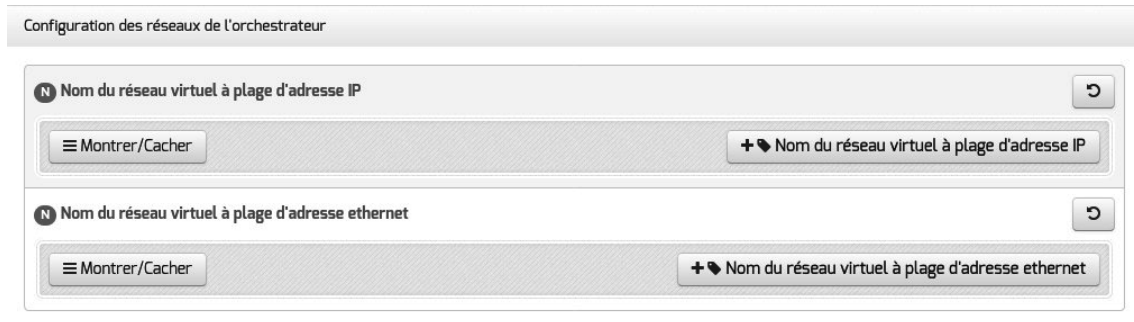 Configuration des réseaux de l'orchestrateur
N Nom du réseau virtuel à plage d'adresse IP
Montrer/Cacher
Nom du réseau virtuel à plage d'adresse IP
N Nom du réseau virtuel à plage d'adresse ethernet
Montrer/Cacher
Nom du réseau virtuel à plage d'adresse ethernet